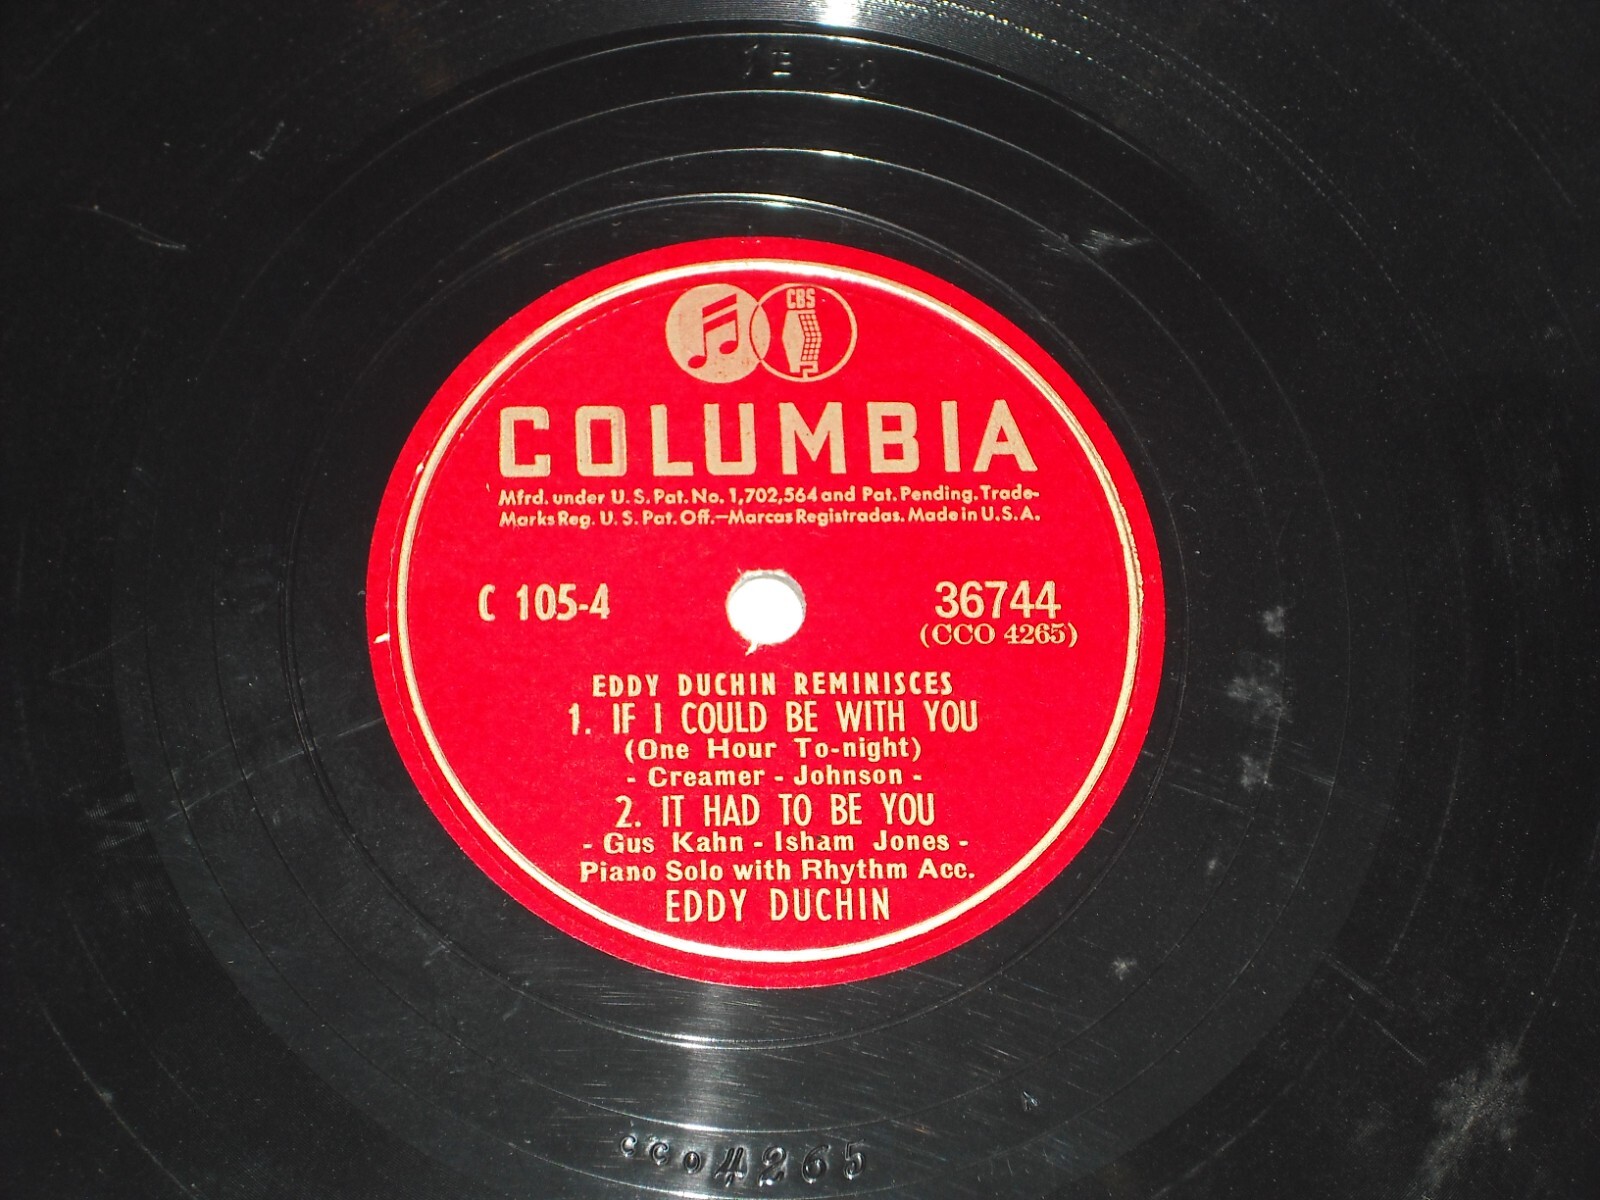 CBS
COLUMBIA
Mfrd. under U.S. Pat. No. 1,702,564 and Pat. Pending. Trade-
Marks Reg. U.S. Pat. Off.—Marcas Registradas. Made in U.S.A.
C 105-4
36744
(CCO 4265)
EDDY DUCHIN REMINISCES
1. IF I COULD BE WITH YOU
(One Hour To-night)
- Creamer - Johnson -
2. IT HAD TO BE YOU
- Gus Kahn - Isham Jones -
Piano Solo with Rhythm Acc.
EDDY DUCHIN
CCO4265